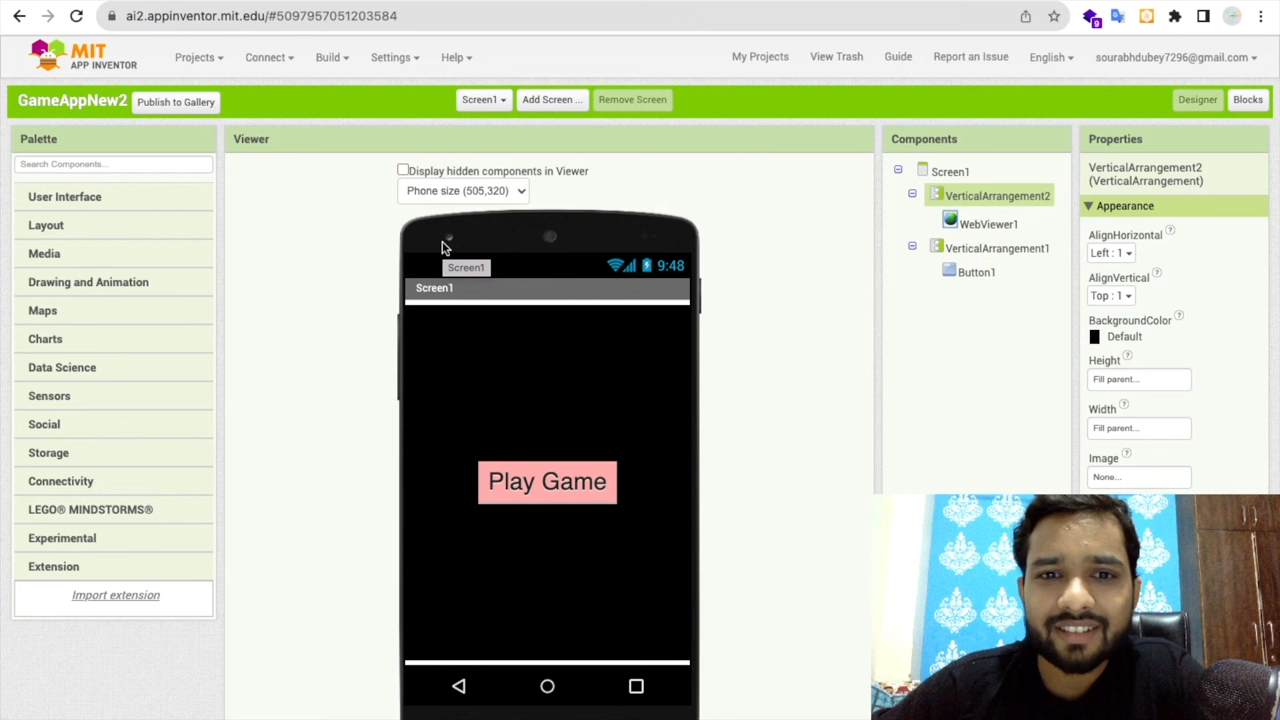 ai2.appinventor.mit.edu/#5097957051203584
9
MIT
APP INVENTOR
Projects
Connect
Build
Settings
Help
My Projects
View Trash
Guide
Report an Issue
English
sourabhdubey7296@gmail.com
GameAppNew2
Publish to Gallery
Screen1
Add Screen ...
Remove Screen
Designer
Blocks
Palette
Search Components...
User Interface
Layout
Media
Drawing and Animation
Maps
Charts
Data Science
Sensors
Social
Storage
Connectivity
LEGO® MINDSTORMS®
Experimental
Extension
Import extension
Viewer
Display hidden components in Viewer
Phone size (505,320)
Screen1
9:48
Screen1
Play Game
Components
Screen1
VerticalArrangement2
WebViewer1
VerticalArrangement1
Button1
Properties
VerticalArrangement2
(VerticalArrangement)
Appearance
AlignHorizontal ?
Left : 1
AlignVertical ?
Top : 1
BackgroundColor ?
Default
Height ?
Fill parent...
Width ?
Fill parent...
Image ?
None...